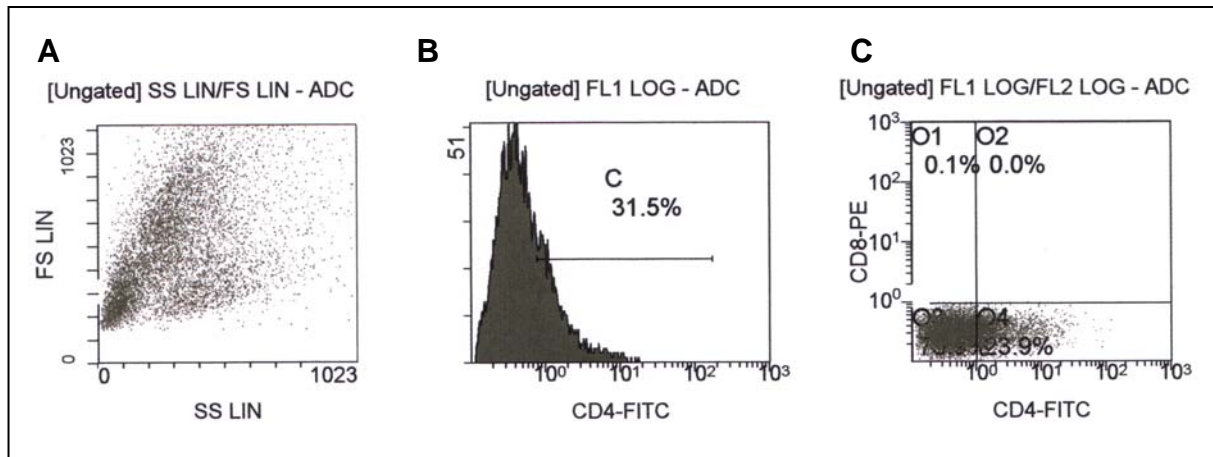 A
[Ungated] SS LIN/FS LIN - ADC
1023
FS LIN
0
0 1023
SS LIN
B
[Ungated] FL1 LOG - ADC
51
C
31.5%
10⁰ 10¹ 10² 10³
CD4-FITC
C
[Ungated] FL1 LOG/FL2 LOG - ADC
10³
O1 O2
0.1% 0.0%
10²
CD8-PE
10¹
10⁰
O4
23.9%
10⁰ 10¹ 10² 10³
CD4-FITC